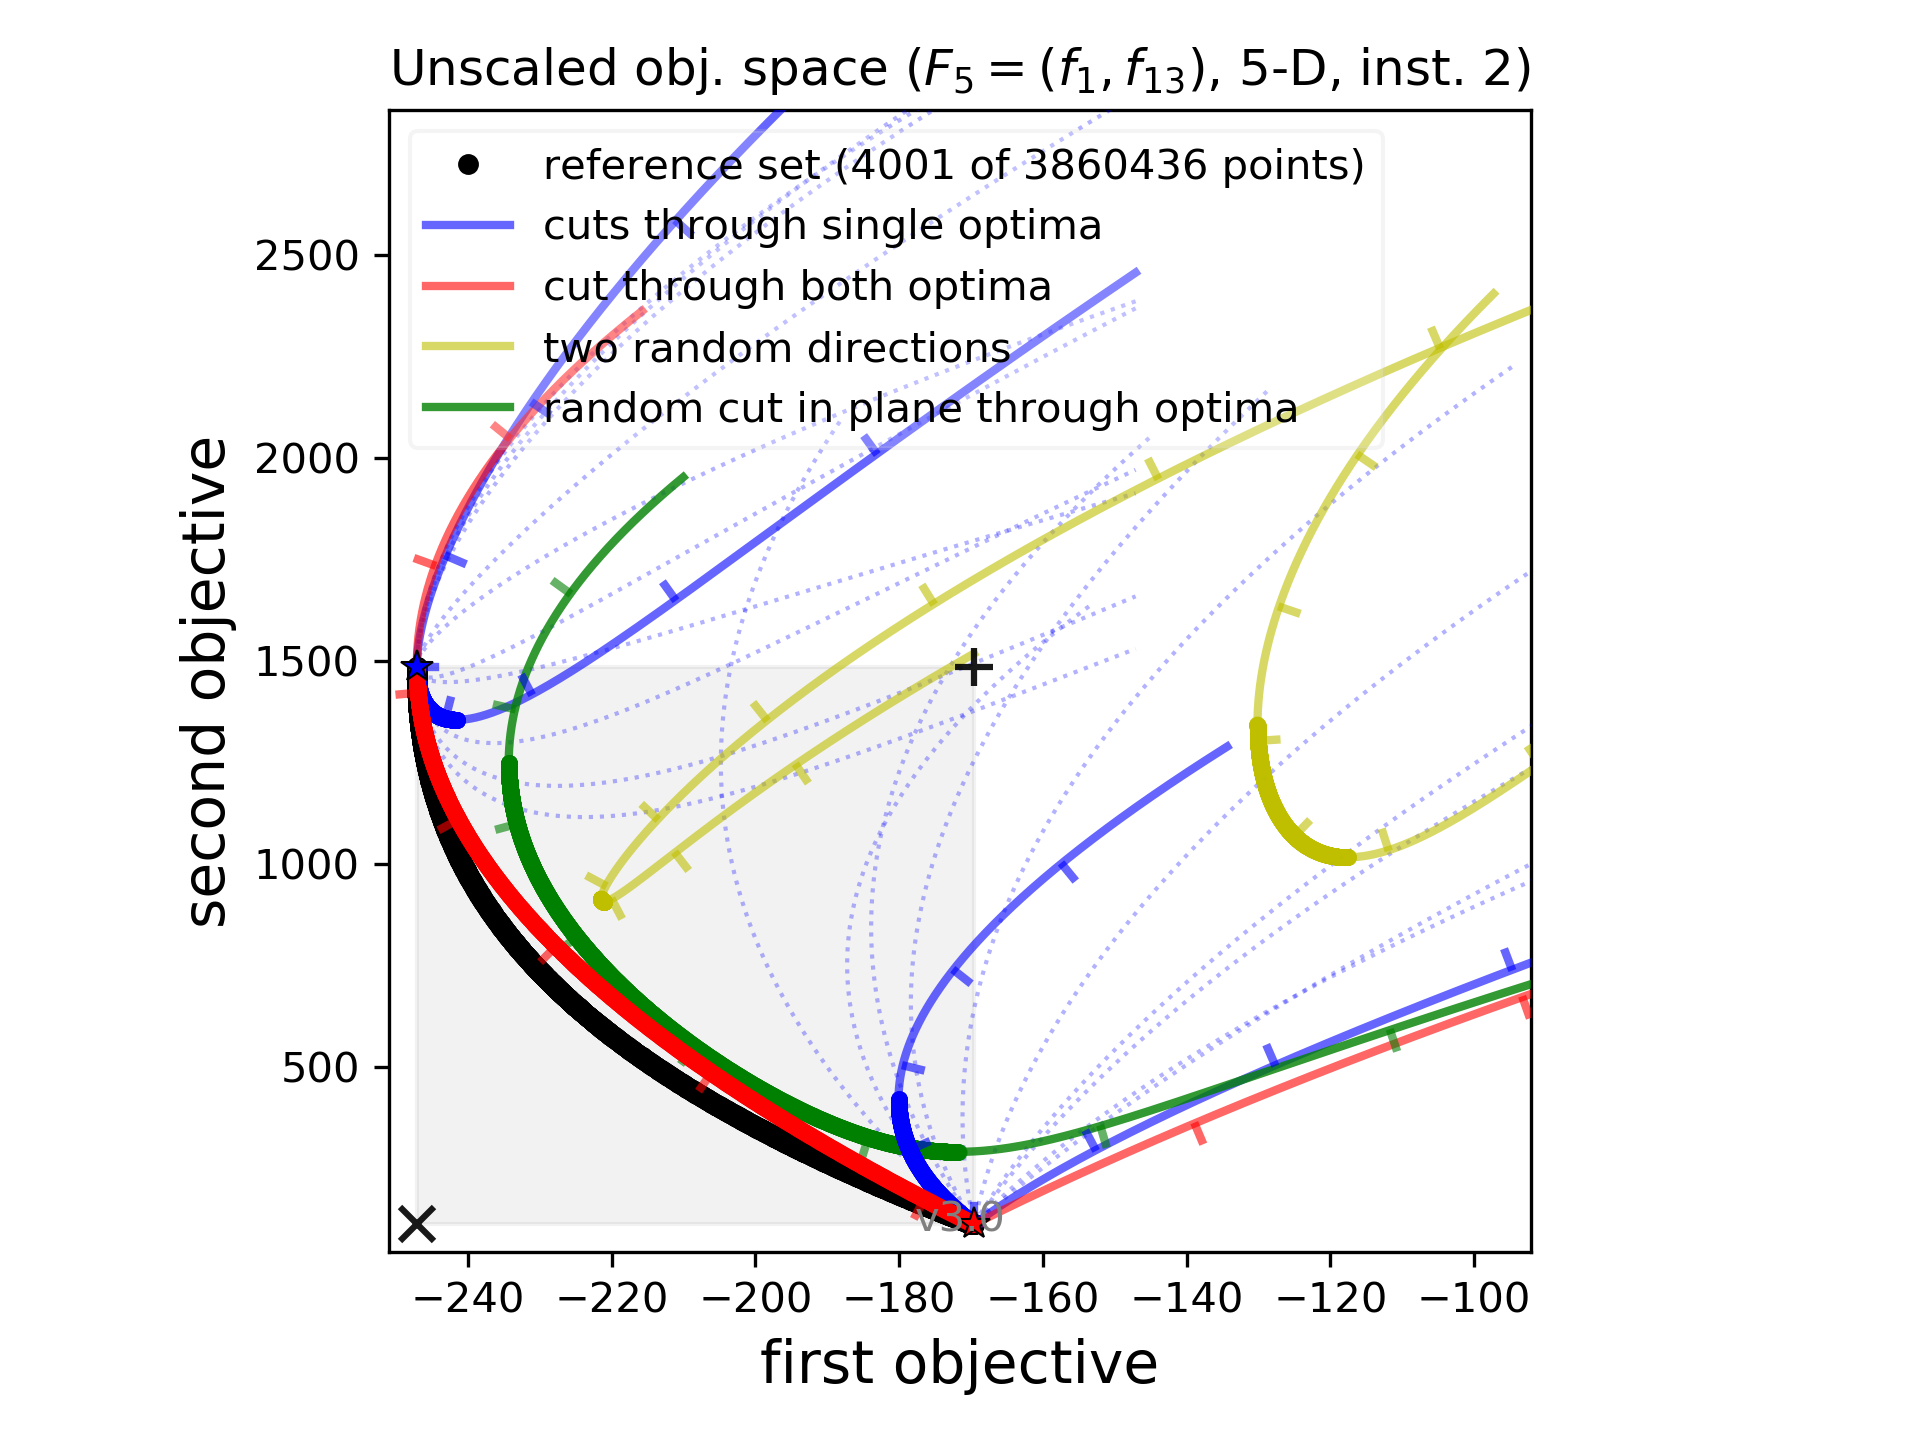 Unscaled obj. space (F₅ = (f₁, f₁₃), 5-D, inst. 2)
reference set (4001 of 3860436 points)
cuts through single optima
cut through both optima
two random directions
random cut in plane through optima
second objective
2500
2000
1500
1000
500
v3.0
−240 −220 −200 −180 −160 −140 −120 −100
first objective